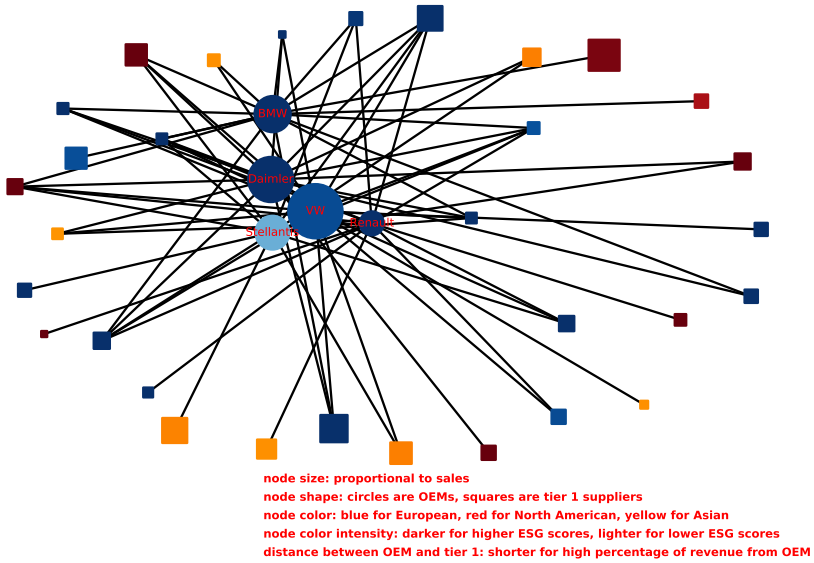 BMW
Daimler
VW
Renault
Stellantis
node size: proportional to sales
node shape: circles are OEMs, squares are tier 1 suppliers
node color: blue for European, red for North American, yellow for Asian
node color intensity: darker for higher ESG scores, lighter for lower ESG scores
distance between OEM and tier 1: shorter for high percentage of revenue from OEM